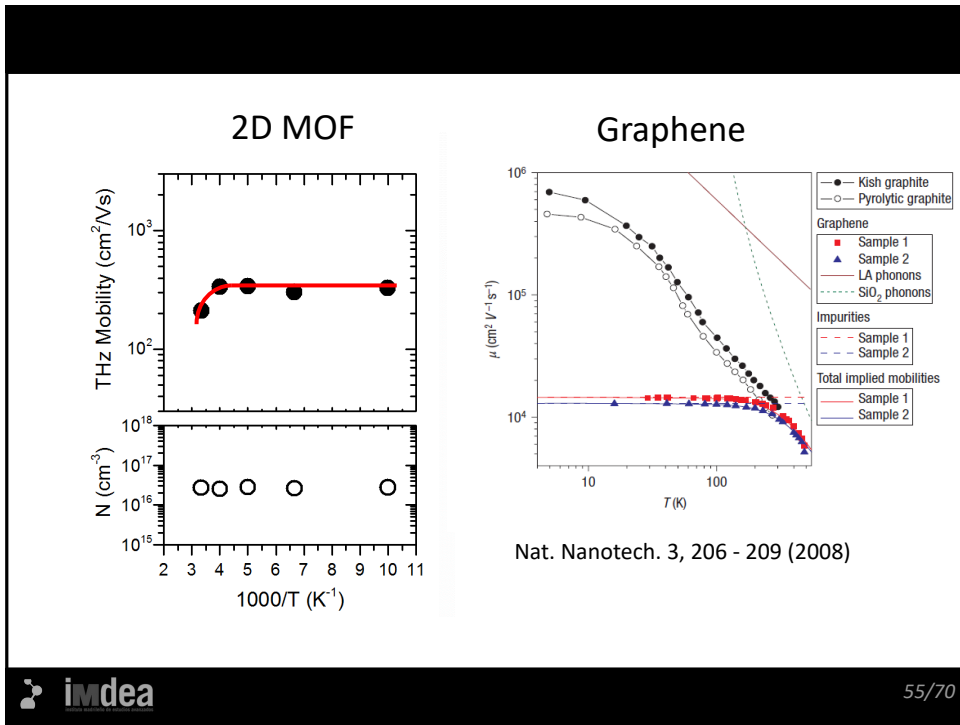 2D MOF
Graphene
THz Mobility (cm²/Vs)
10³
10²
N (cm⁻³)
10¹⁸
10¹⁷
10¹⁶
10¹⁵
2 3 4 5 6 7 8 9 10 11
1000/T (K⁻¹)
μ (cm² V⁻¹ s⁻¹)
10⁶
10⁵
10⁴
10 100
T (K)
Kish graphite
Pyrolytic graphite
Graphene
Sample 1
Sample 2
LA phonons
SiO₂ phonons
Impurities
Sample 1
Sample 2
Total implied mobilities
Sample 1
Sample 2
Nat. Nanotech. 3, 206 - 209 (2008)
imdea
55/70